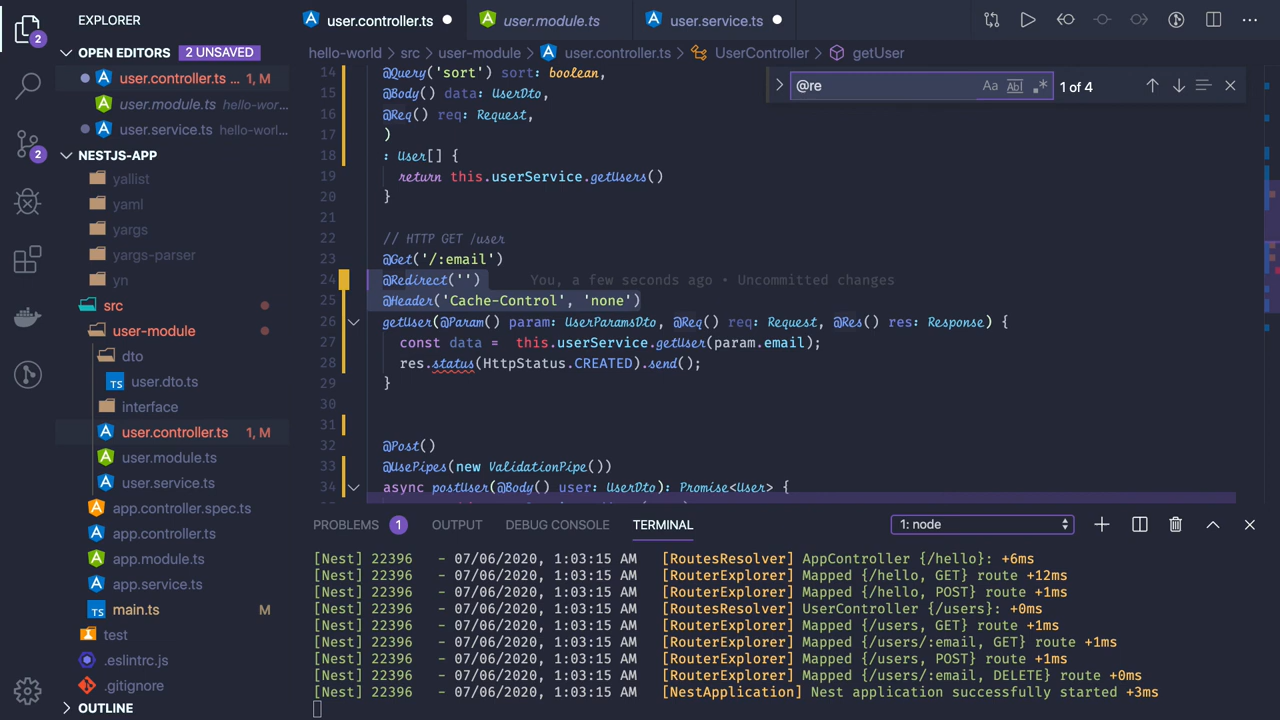 EXPLORER
2
OPEN EDITORS 2 UNSAVED
user.controller.ts ... 1, M
user.module.ts hello-wor...
user.service.ts hello-world...
2
NESTJS-APP
yallist
yaml
yargs
yargs-parser
yn
src
user-module
dto
TS user.dto.ts
interface
user.controller.ts 1, M
user.module.ts
user.service.ts
app.controller.spec.ts
app.controller.ts
app.module.ts
app.service.ts
TS main.ts M
test
.eslintrc.js
.gitignore
OUTLINE
user.controller.ts
user.module.ts
user.service.ts
hello-world > src > user-module > user.controller.ts > UserController > getUser
@re Aa Abl .* 1 of 4
14 @Query('sort') sort: boolean,
15 @Body() data: UserDto,
16 @Req() req: Request,
17 )
18 : User[] {
19 return this.userService.getUsers()
20 }
21
22 // HTTP GET /user
23 @Get('/:email')
24 @Redirect('') You, a few seconds ago • Uncommitted changes
25 @Header('Cache-Control', 'none')
26 getUser(@Param() param: UserParamsDto, @Req() req: Request, @Res() res: Response) {
27 const data = this.userService.getUser(param.email);
28 res.status(HttpStatus.CREATED).send();
29 }
30
31
32 @Post()
33 @UsePipes(new ValidationPipe())
34 async postUser(@Body() user: UserDto): Promise<User> {
PROBLEMS 1 OUTPUT DEBUG CONSOLE TERMINAL 1: node
[Nest] 22396 - 07/06/2020, 1:03:15 AM [RoutesResolver] AppController {/hello}: +6ms
[Nest] 22396 - 07/06/2020, 1:03:15 AM [RouterExplorer] Mapped {/hello, GET} route +12ms
[Nest] 22396 - 07/06/2020, 1:03:15 AM [RouterExplorer] Mapped {/hello, POST} route +1ms
[Nest] 22396 - 07/06/2020, 1:03:15 AM [RoutesResolver] UserController {/users}: +0ms
[Nest] 22396 - 07/06/2020, 1:03:15 AM [RouterExplorer] Mapped {/users, GET} route +1ms
[Nest] 22396 - 07/06/2020, 1:03:15 AM [RouterExplorer] Mapped {/users/:email, GET} route +1ms
[Nest] 22396 - 07/06/2020, 1:03:15 AM [RouterExplorer] Mapped {/users, POST} route +1ms
[Nest] 22396 - 07/06/2020, 1:03:15 AM [RouterExplorer] Mapped {/users/:email, DELETE} route +0ms
[Nest] 22396 - 07/06/2020, 1:03:15 AM [NestApplication] Nest application successfully started +3ms